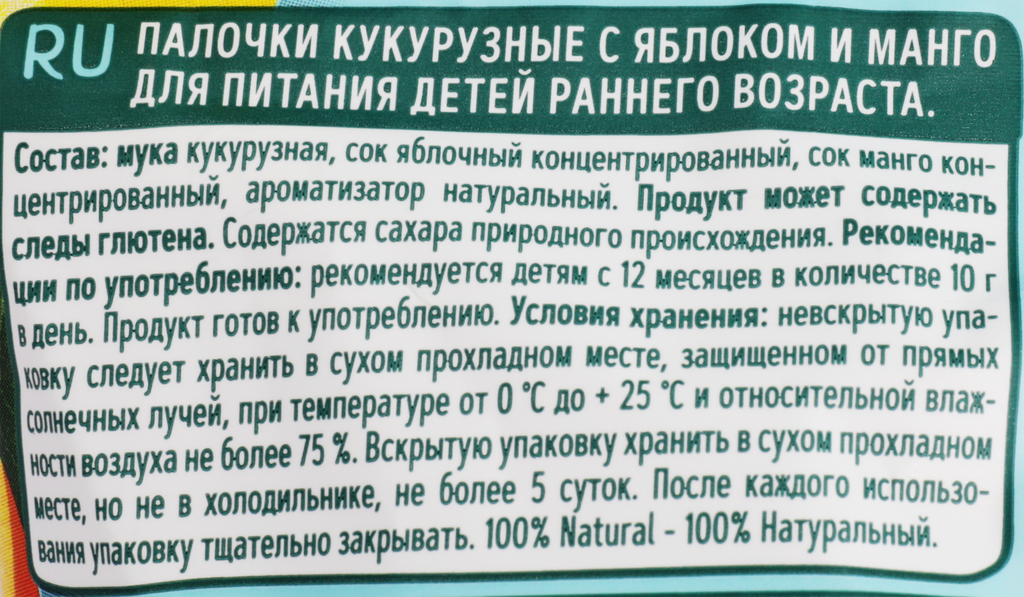 RU
ПАЛОЧКИ КУКУРУЗНЫЕ С ЯБЛОКОМ И МАНГО
ДЛЯ ПИТАНИЯ ДЕТЕЙ РАННЕГО ВОЗРАСТА.
Состав: мука кукурузная, сок яблочный концентрированный, сок манго кон-
центрированный, ароматизатор натуральный. Продукт может содержать
следы глютена. Содержатся сахара природного происхождения. Рекоменда-
ции по употреблению: рекомендуется детям с 12 месяцев в количестве 10 г
в день. Продукт готов к употреблению. Условия хранения: невскрытую упа-
ковку следует хранить в сухом прохладном месте, защищенном от прямых
солнечных лучей, при температуре от 0 °C до + 25 °C и относительной влаж-
ности воздуха не более 75 %. Вскрытую упаковку хранить в сухом прохладном
месте, но не в холодильнике, не более 5 суток. После каждого использо-
вания упаковку тщательно закрывать. 100% Natural - 100% Натуральный.